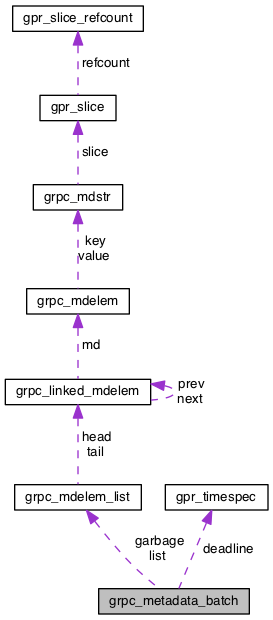 gpr_slice_refcount
refcount
gpr_slice
slice
grpc_mdstr
key
value
grpc_mdelem
md
grpc_linked_mdelem
prev
next
head
tail
grpc_mdelem_list
gpr_timespec
garbage
list
deadline
grpc_metadata_batch